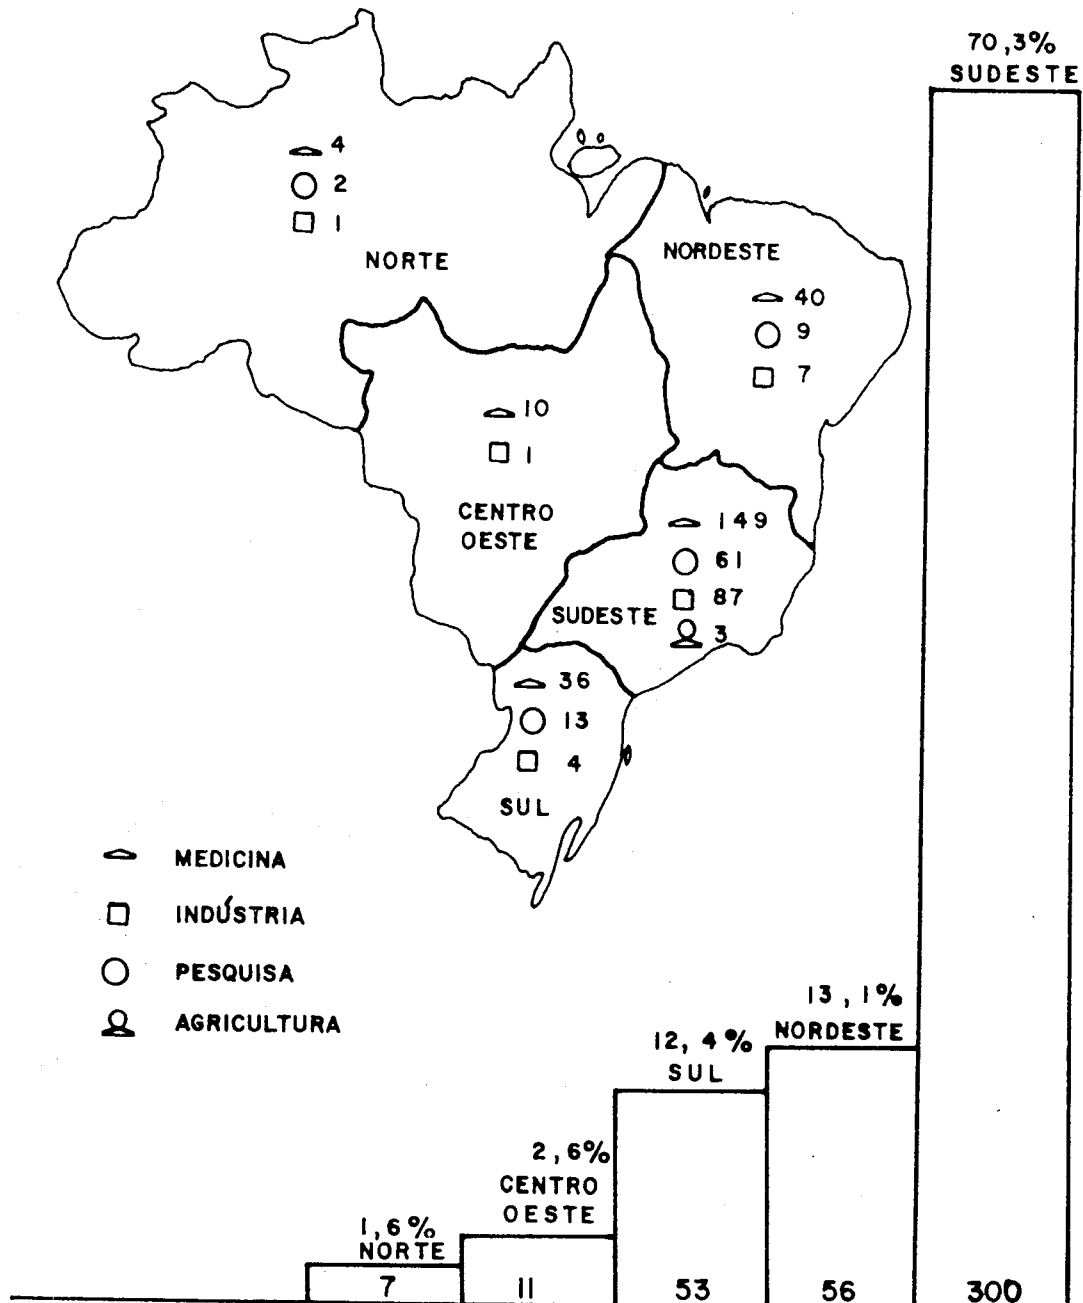 70,3%
SUDESTE
4
2
1
NORTE
NORDESTE
40
9
7
10
1
CENTRO
OESTE
149
61
87
3
SUDESTE
36
13
4
SUL
MEDICINA
INDÚSTRIA
PESQUISA
AGRICULTURA
13,1%
NORDESTE
12,4%
SUL
2,6%
CENTRO
OESTE
1,6%
NORTE
7
11
53
56
300